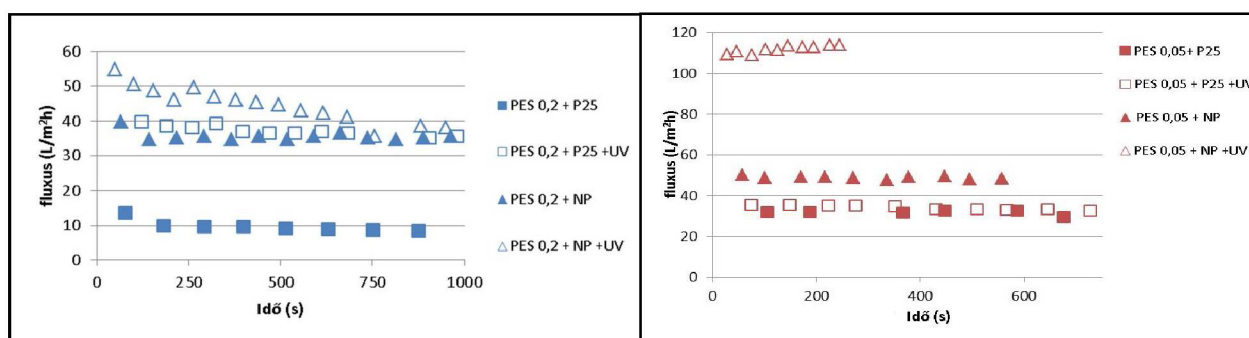 fluxus (L/m²h)
60
50
40
30
20
10
0
0 250 500 750 1000
Idő (s)
PES 0,2 + P25
PES 0,2 + P25 +UV
PES 0,2 + NP
PES 0,2 + NP +UV
fluxus (L/m²h)
120
100
80
60
40
20
0
0 200 400 600
Idő (s)
PES 0,05+ P25
PES 0,05 + P25 +UV
PES 0,05 + NP
PES 0,05 + NP +UV